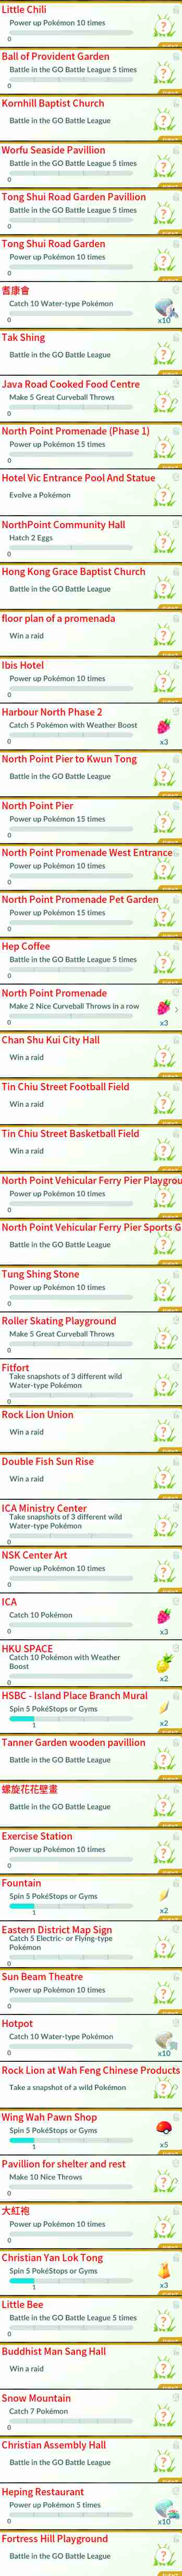 Little Chili
Power up Pokémon 10 times
0
Ball of Provident Garden
Battle in the GO Battle League 5 times
0
Kornhill Baptist Church
Battle in the GO Battle League
Worfu Seaside Pavillion
Battle in the GO Battle League 5 times
0
Tong Shui Road Garden Pavillion
Battle in the GO Battle League 5 times
0
Tong Shui Road Garden
Power up Pokémon 10 times
0
耆康會
Catch 10 Water-type Pokémon
0
x10
Tak Shing
Battle in the GO Battle League
Java Road Cooked Food Centre
Make 5 Great Curveball Throws
0
North Point Promenade (Phase 1)
Power up Pokémon 15 times
0
Hotel Vic Entrance Pool And Statue
Evolve a Pokémon
NorthPoint Community Hall
Hatch 2 Eggs
0
Hong Kong Grace Baptist Church
Battle in the GO Battle League
floor plan of a promenada
Win a raid
Ibis Hotel
Power up Pokémon 10 times
0
Harbour North Phase 2
Catch 5 Pokémon with Weather Boost
0
x3
North Point Pier to Kwun Tong
Battle in the GO Battle League
North Point Pier
Power up Pokémon 15 times
0
North Point Promenade West Entrance
Power up Pokémon 10 times
0
North Point Promenade Pet Garden
Power up Pokémon 15 times
0
Hep Coffee
Battle in the GO Battle League 5 times
0
North Point Promenade
Make 2 Nice Curveball Throws in a row
0
x3
Chan Shu Kui City Hall
Win a raid
Tin Chiu Street Football Field
Win a raid
Tin Chiu Street Basketball Field
Win a raid
North Point Vehicular Ferry Pier Playgrou
Power up Pokémon 10 times
0
North Point Vehicular Ferry Pier Sports G
Battle in the GO Battle League
Tung Shing Stone
Power up Pokémon 10 times
0
Roller Skating Playground
Make 5 Great Curveball Throws
0
Fitfort
Take snapshots of 3 different wild
Water-type Pokémon
0
Rock Lion Union
Win a raid
Double Fish Sun Rise
Win a raid
ICA Ministry Center
Take snapshots of 3 different wild
Water-type Pokémon
0
NSK Center Art
Power up Pokémon 10 times
0
ICA
Catch 10 Pokémon
0
x3
HKU SPACE
Catch 10 Pokémon with Weather
Boost
0
x2
HSBC - Island Place Branch Mural
Spin 5 PokéStops or Gyms
1
x2
Tanner Garden wooden pavillion
Battle in the GO Battle League
螺旋花花壁畫
Battle in the GO Battle League
Exercise Station
Power up Pokémon 10 times
0
Fountain
Spin 5 PokéStops or Gyms
1
x2
Eastern District Map Sign
Catch 5 Electric- or Flying-type
Pokémon
0
Sun Beam Theatre
Power up Pokémon 10 times
0
Hotpot
Catch 10 Water-type Pokémon
0
x10
Rock Lion at Wah Feng Chinese Products
Take a snapshot of a wild Pokémon
Wing Wah Pawn Shop
Spin 5 PokéStops or Gyms
1
x5
Pavillion for shelter and rest
Make 10 Nice Throws
0
大紅袍
Power up Pokémon 10 times
0
Christian Yan Lok Tong
Spin 5 PokéStops or Gyms
1
x3
Little Bee
Battle in the GO Battle League 5 times
0
Buddhist Man Sang Hall
Win a raid
Snow Mountain
Catch 7 Pokémon
0
Christian Assembly Hall
Battle in the GO Battle League
Heping Restaurant
Power up Pokémon 5 times
0
x10
Fortress Hill Playground
Battle in the GO Battle League